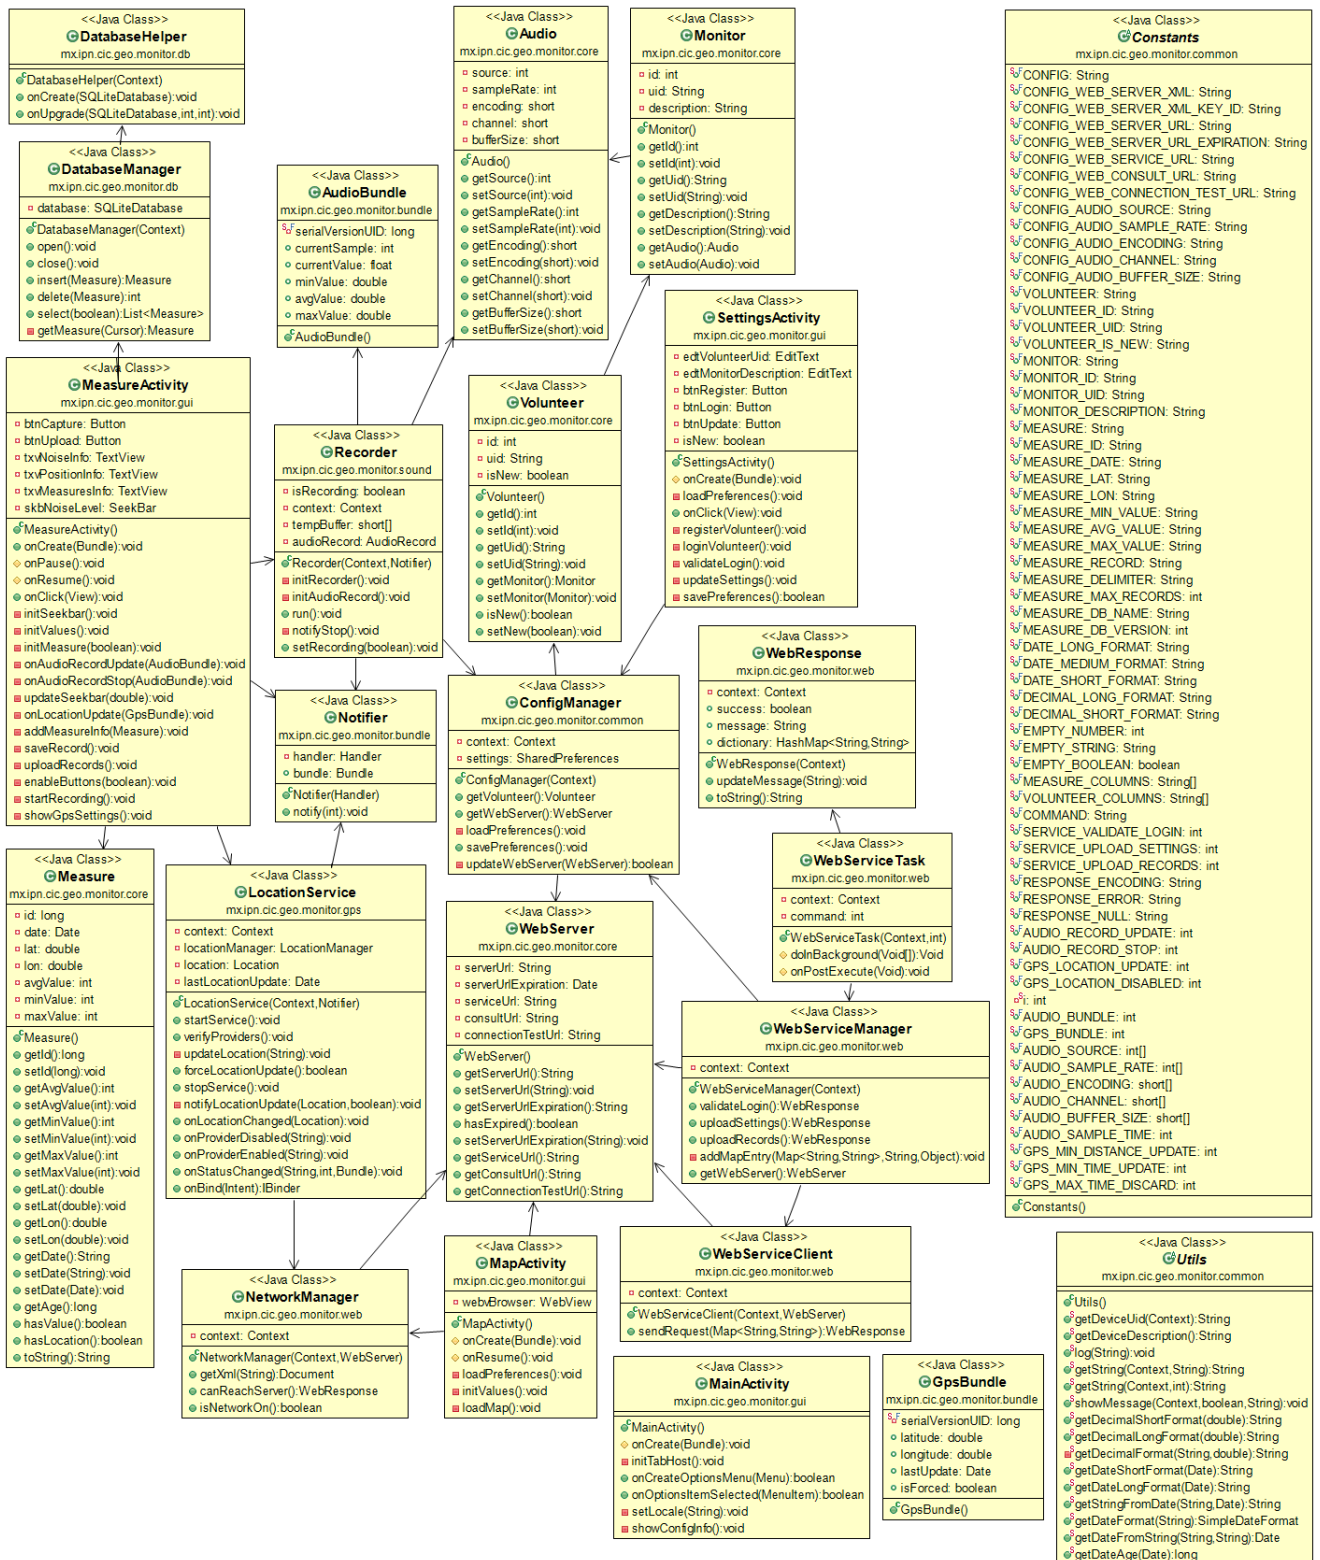 <<Java Class>>
DatabaseHelper
mx.ipn.cic.geo.monitor.db
DatabaseHelper(Context)
onCreate(SQLiteDatabase):void
onUpgrade(SQLiteDatabase,int,int):void
<<Java Class>>
DatabaseManager
mx.ipn.cic.geo.monitor.db
database: SQLiteDatabase
DatabaseManager(Context)
open():void
close():void
insert(Measure):Measure
delete(Measure):int
select(boolean):List<Measure>
getMeasure(Cursor):Measure
<<Java Class>>
MeasureActivity
mx.ipn.cic.geo.monitor.gui
btnCapture: Button
btnUpload: Button
txvNoiseInfo: TextView
txvPositionInfo: TextView
txvMeasuresInfo: TextView
skbNoiseLevel: SeekBar
MeasureActivity()
onCreate(Bundle):void
onPause():void
onResume():void
onClick(View):void
initSeekbar():void
initValues():void
initMeasure(boolean):void
onAudioRecordUpdate(AudioBundle):void
onAudioRecordStop(AudioBundle):void
updateSeekbar(double):void
onLocationUpdate(GpsBundle):void
addMeasureInfo(Measure):void
saveRecord():void
uploadRecords():void
enableButtons(boolean):void
startRecording():void
showGpsSettings():void
<<Java Class>>
Measure
mx.ipn.cic.geo.monitor.core
id: long
date: Date
lat: double
lon: double
avgValue: int
minValue: int
maxValue: int
Measure()
getId():long
setId(long):void
getAvgValue():int
setAvgValue(int):void
getMinValue():int
setMinValue(int):void
getMaxValue():int
setMaxValue(int):void
getLat():double
setLat(double):void
getLon():double
setLon(double):void
getDate():String
setDate(String):void
setDate(Date):void
getAge():long
hasValue():boolean
hasLocation():boolean
toString():String
<<Java Class>>
AudioBundle
mx.ipn.cic.geo.monitor.bundle
serialVersionUID: long
currentSample: int
currentValue: float
minValue: double
avgValue: double
maxValue: double
AudioBundle()
<<Java Class>>
Recorder
mx.ipn.cic.geo.monitor.sound
isRecording: boolean
context: Context
tempBuffer: short[]
audioRecord: AudioRecord
Recorder(Context,Notifier)
initRecorder():void
initAudioRecord():void
run():void
notifyStop():void
setRecording(boolean):void
<<Java Class>>
Notifier
mx.ipn.cic.geo.monitor.bundle
handler: Handler
bundle: Bundle
Notifier(Handler)
notify(int):void
<<Java Class>>
LocationService
mx.ipn.cic.geo.monitor.gps
context: Context
locationManager: LocationManager
location: Location
lastLocationUpdate: Date
LocationService(Context,Notifier)
startService():void
verifyProviders():void
updateLocation(String):void
forceLocationUpdate():boolean
stopService():void
notifyLocationUpdate(Location,boolean):void
onLocationChanged(Location):void
onProviderDisabled(String):void
onProviderEnabled(String):void
onStatusChanged(String,int,Bundle):void
onBind(Intent):IBinder
<<Java Class>>
NetworkManager
mx.ipn.cic.geo.monitor.web
context: Context
NetworkManager(Context,WebServer)
getXml(String):Document
canReachServer():WebResponse
isNetworkOn():boolean
<<Java Class>>
Audio
mx.ipn.cic.geo.monitor.core
source: int
sampleRate: int
encoding: short
channel: short
bufferSize: short
Audio()
getSource():int
setSource(int):void
getSampleRate():int
setSampleRate(int):void
getEncoding():short
setEncoding(short):void
getChannel():short
setChannel(short):void
getBufferSize():short
setBufferSize(short):void
<<Java Class>>
Volunteer
mx.ipn.cic.geo.monitor.core
id: int
uid: String
isNew: boolean
Volunteer()
getId():int
setId(int):void
getUid():String
setUid(String):void
getMonitor():Monitor
setMonitor(Monitor):void
isNew():boolean
setNew(boolean):void
<<Java Class>>
ConfigManager
mx.ipn.cic.geo.monitor.common
context: Context
settings: SharedPreferences
ConfigManager(Context)
getVolunteer():Volunteer
getWebServer():WebServer
loadPreferences():void
savePreferences():void
updateWebServer(WebServer):boolean
<<Java Class>>
WebServer
mx.ipn.cic.geo.monitor.core
serverUrl: String
serverUrlExpiration: Date
serviceUrl: String
consultUrl: String
connectionTestUrl: String
WebServer()
getServerUrl():String
setServerUrl(String):void
getServerUrlExpiration():String
hasExpired():boolean
setServerUrlExpiration(String):void
getServiceUrl():String
getConsultUrl():String
getConnectionTestUrl():String
<<Java Class>>
MapActivity
mx.ipn.cic.geo.monitor.gui
webvBrowser: WebView
MapActivity()
onCreate(Bundle):void
onResume():void
loadPreferences():void
initValues():void
loadMap():void
<<Java Class>>
Monitor
mx.ipn.cic.geo.monitor.core
id: int
uid: String
description: String
Monitor()
getId():int
setId(int):void
getUid():String
setUid(String):void
getDescription():String
setDescription(String):void
getAudio():Audio
setAudio(Audio):void
<<Java Class>>
SettingsActivity
mx.ipn.cic.geo.monitor.gui
edtVolunteerUid: EditText
edtMonitorDescription: EditText
btnRegister: Button
btnLogin: Button
btnUpdate: Button
isNew: boolean
SettingsActivity()
onCreate(Bundle):void
loadPreferences():void
onClick(View):void
registerVolunteer():void
loginVolunteer():void
validateLogin():void
updateSettings():void
savePreferences():boolean
<<Java Class>>
WebResponse
mx.ipn.cic.geo.monitor.web
context: Context
success: boolean
message: String
dictionary: HashMap<String,String>
WebResponse(Context)
updateMessage(String):void
toString():String
<<Java Class>>
WebServiceTask
mx.ipn.cic.geo.monitor.web
context: Context
command: int
WebServiceTask(Context,int)
doInBackground(Void[]):Void
onPostExecute(Void):void
<<Java Class>>
WebServiceManager
mx.ipn.cic.geo.monitor.web
context: Context
WebServiceManager(Context)
validateLogin():WebResponse
uploadSettings():WebResponse
uploadRecords():WebResponse
addMapEntry(Map<String,String>,String,Object):void
getWebServer():WebServer
<<Java Class>>
WebServiceClient
mx.ipn.cic.geo.monitor.web
context: Context
WebServiceClient(Context,WebServer)
sendRequest(Map<String,String>):WebResponse
<<Java Class>>
MainActivity
mx.ipn.cic.geo.monitor.gui
MainActivity()
onCreate(Bundle):void
initTabHost():void
onCreateOptionsMenu(Menu):boolean
onOptionsItemSelected(MenuItem):boolean
setLocale(String):void
showConfigInfo():void
<<Java Class>>
GpsBundle
mx.ipn.cic.geo.monitor.bundle
serialVersionUID: long
latitude: double
longitude: double
lastUpdate: Date
isForced: boolean
GpsBundle()
<<Java Class>>
Constants
mx.ipn.cic.geo.monitor.common
CONFIG: String
CONFIG_WEB_SERVER_XML: String
CONFIG_WEB_SERVER_XML_KEY_ID: String
CONFIG_WEB_SERVER_URL: String
CONFIG_WEB_SERVER_URL_EXPIRATION: String
CONFIG_WEB_SERVICE_URL: String
CONFIG_WEB_CONSULT_URL: String
CONFIG_WEB_CONNECTION_TEST_URL: String
CONFIG_AUDIO_SOURCE: String
CONFIG_AUDIO_SAMPLE_RATE: String
CONFIG_AUDIO_ENCODING: String
CONFIG_AUDIO_CHANNEL: String
CONFIG_AUDIO_BUFFER_SIZE: String
VOLUNTEER: String
VOLUNTEER_ID: String
VOLUNTEER_UID: String
VOLUNTEER_IS_NEW: String
MONITOR: String
MONITOR_ID: String
MONITOR_UID: String
MONITOR_DESCRIPTION: String
MEASURE: String
MEASURE_ID: String
MEASURE_DATE: String
MEASURE_LAT: String
MEASURE_LON: String
MEASURE_MIN_VALUE: String
MEASURE_AVG_VALUE: String
MEASURE_MAX_VALUE: String
MEASURE_RECORD: String
MEASURE_DELIMITER: String
MEASURE_MAX_RECORDS: int
MEASURE_DB_NAME: String
MEASURE_DB_VERSION: int
DATE_LONG_FORMAT: String
DATE_MEDIUM_FORMAT: String
DATE_SHORT_FORMAT: String
DECIMAL_LONG_FORMAT: String
DECIMAL_SHORT_FORMAT: String
EMPTY_NUMBER: int
EMPTY_STRING: String
EMPTY_BOOLEAN: boolean
MEASURE_COLUMNS: String[]
VOLUNTEER_COLUMNS: String[]
COMMAND: String
SERVICE_VALIDATE_LOGIN: int
SERVICE_UPLOAD_SETTINGS: int
SERVICE_UPLOAD_RECORDS: int
RESPONSE_ENCODING: String
RESPONSE_ERROR: String
RESPONSE_NULL: String
AUDIO_RECORD_UPDATE: int
AUDIO_RECORD_STOP: int
GPS_LOCATION_UPDATE: int
GPS_LOCATION_DISABLED: int
i: int
AUDIO_BUNDLE: int
GPS_BUNDLE: int
AUDIO_SOURCE: int[]
AUDIO_SAMPLE_RATE: int[]
AUDIO_ENCODING: short[]
AUDIO_CHANNEL: short[]
AUDIO_BUFFER_SIZE: short[]
AUDIO_SAMPLE_TIME: int
GPS_MIN_DISTANCE_UPDATE: int
GPS_MIN_TIME_UPDATE: int
GPS_MAX_TIME_DISCARD: int
Constants()
<<Java Class>>
Utils
mx.ipn.cic.geo.monitor.common
Utils()
getDeviceUid(Context):String
getDeviceDescription():String
log(String):void
getString(Context,String):String
getString(Context,int):String
showMessage(Context,boolean,String):void
getDecimalShortFormat(double):String
getDecimalLongFormat(double):String
getDecimalFormat(String,double):String
getDateShortFormat(Date):String
getDateLongFormat(Date):String
getStringFromDate(String,Date):String
getDateFormat(String):SimpleDateFormat
getDateFromString(String,String):Date
getDateAge(Date):long